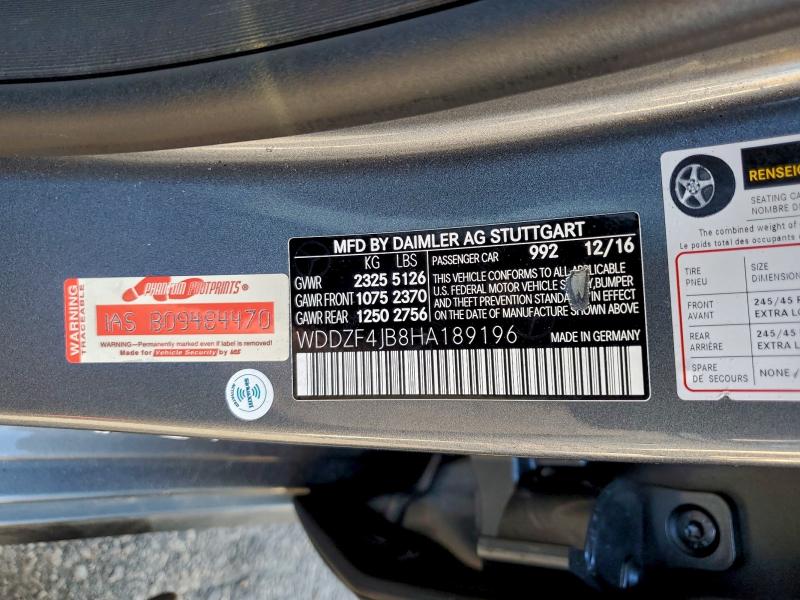 MFD BY DAIMLER AG STUTTGART
KG LBS PASSENGER CAR 992 12/16
GVWR 2325 5126
GAWR FRONT 1075 2370
GAWR REAR 1250 2756
THIS VEHICLE CONFORMS TO ALL APPLICABLE
U.S. FEDERAL MOTOR VEHICLE BUMPER
AND THEFT PREVENTION STANDARDS IN EFFECT
ON THE DATE OF MANUFACTURE SHOWN ABOVE
WDDZF4JB8HA189196 MADE IN GERMANY
WARNING
TRACEABLE
PHANTOM FOOTPRINTS®
IAS B09484470
WARNING—Permanently marked even if label is removed!
Made for Vehicle Security by IAS
RENSEIG
SEATING CA
NOMBRE D
The combined weight of
Le poids total des occupants
TIRE SIZE
PNEU DIMENSION
FRONT 245/45
AVANT EXTRA LO
REAR 245/45
ARRIÈRE EXTRA LO
SPARE NONE/
DE SECOURS